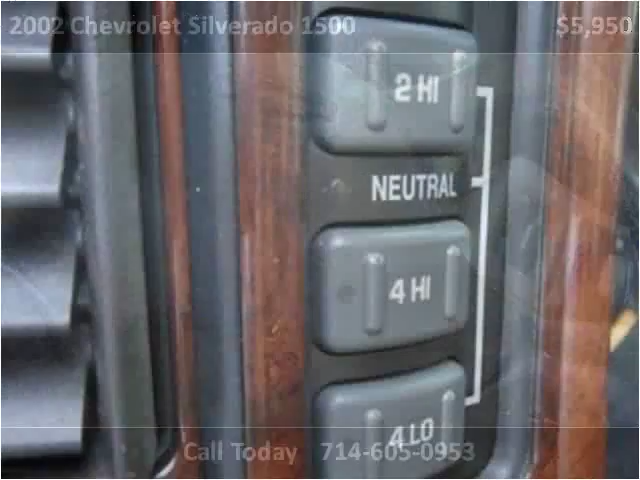 2002 Chevrolet Silverado 1500 $5,950
2 HI
NEUTRAL
4 HI
4 LO
Call Today 714-605-0953